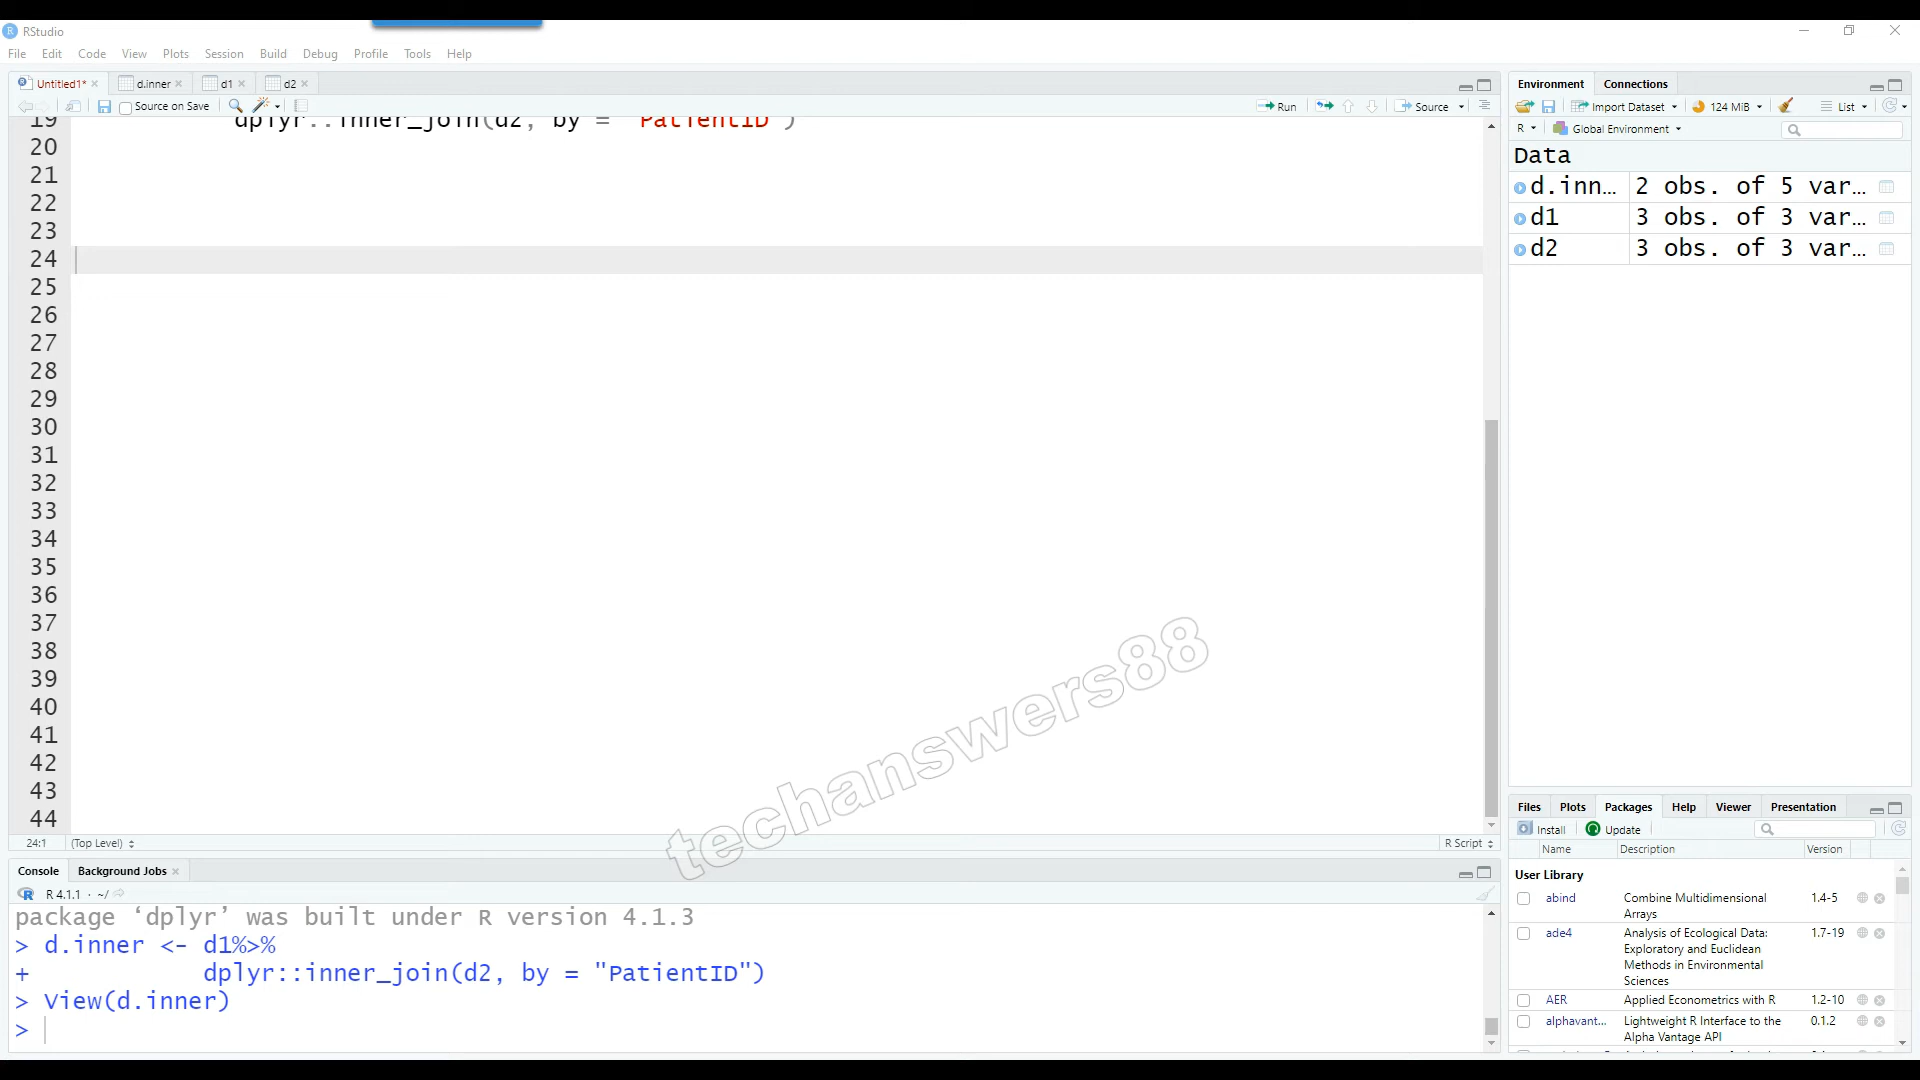 RStudio
File Edit Code View Plots Session Build Debug Profile Tools Help
Untitled1* d.inner d1 d2
Source on Save Run Source
19 dplyr::inner_join(d2, by = "PatientID")
20
21
22
23
24
25
26
27
28
29
30
31
32
33
34
35
36
37
38
39
40
41
42
43
44
24:1 (Top Level) R Script
techanswers88
Console Background Jobs
R 4.1.1 · ~/
package ‘dplyr’ was built under R version 4.1.3
> d.inner <- d1%>%
+ dplyr::inner_join(d2, by = "PatientID")
> View(d.inner)
>
Environment Connections
Import Dataset 124 MiB List
R Global Environment
Data
d.inn... 2 obs. of 5 var...
d1 3 obs. of 3 var...
d2 3 obs. of 3 var...
Files Plots Packages Help Viewer Presentation
Install Update
Name Description Version
User Library
abind Combine Multidimensional 1.4-5
Arrays
ade4 Analysis of Ecological Data: 1.7-19
Exploratory and Euclidean
Methods in Environmental
Sciences
AER Applied Econometrics with R 1.2-10
alphavant... Lightweight R Interface to the 0.1.2
Alpha Vantage API